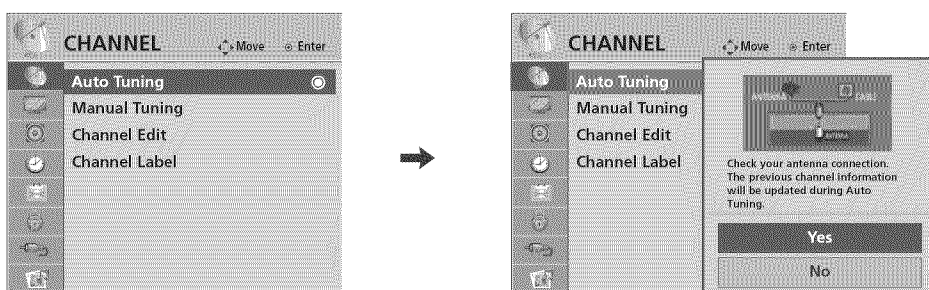 CHANNEL
Move Enter
Auto Tuning
Manual Tuning
Channel Edit
Channel Label
CHANNEL
Move Enter
Auto Tuning
Manual Tuning
Channel Edit
Channel Label
ANTENNA CABLE
ANTENNA
Check your antenna connection.
The previous channel information
will be updated during Auto
Tuning.
Yes
No